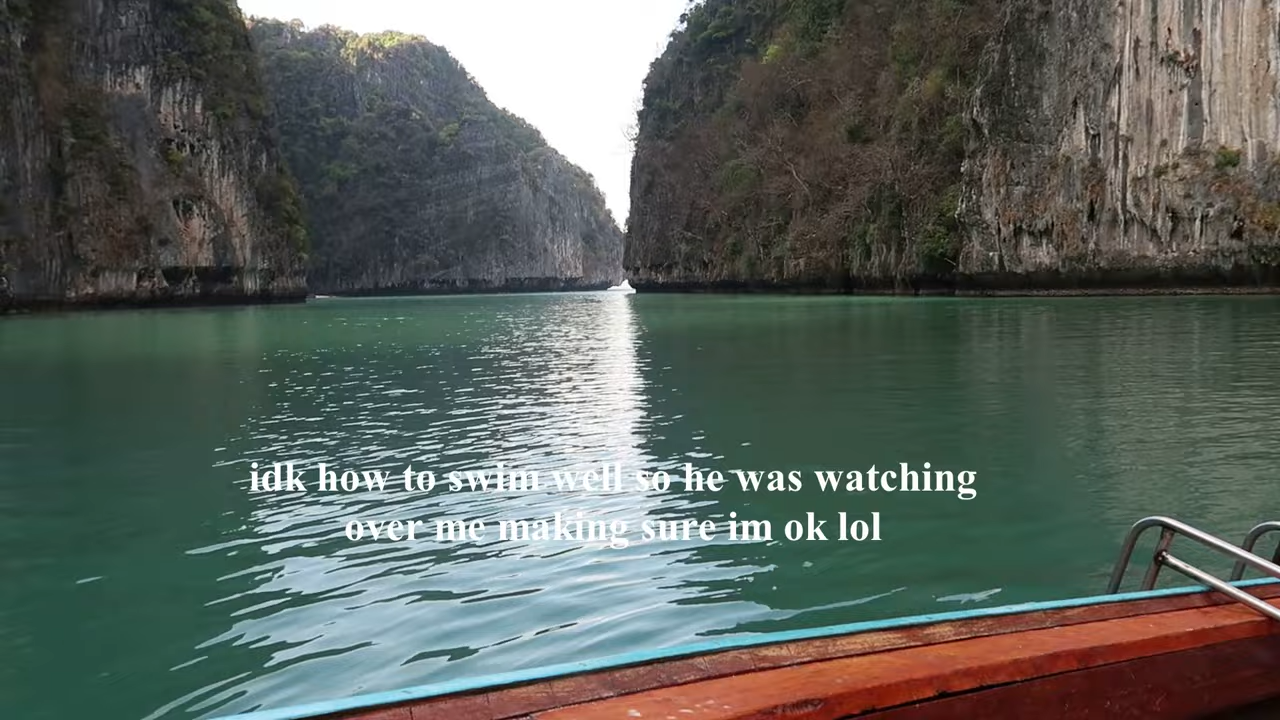 idk how to swim well so he was watching
over me making sure im ok lol